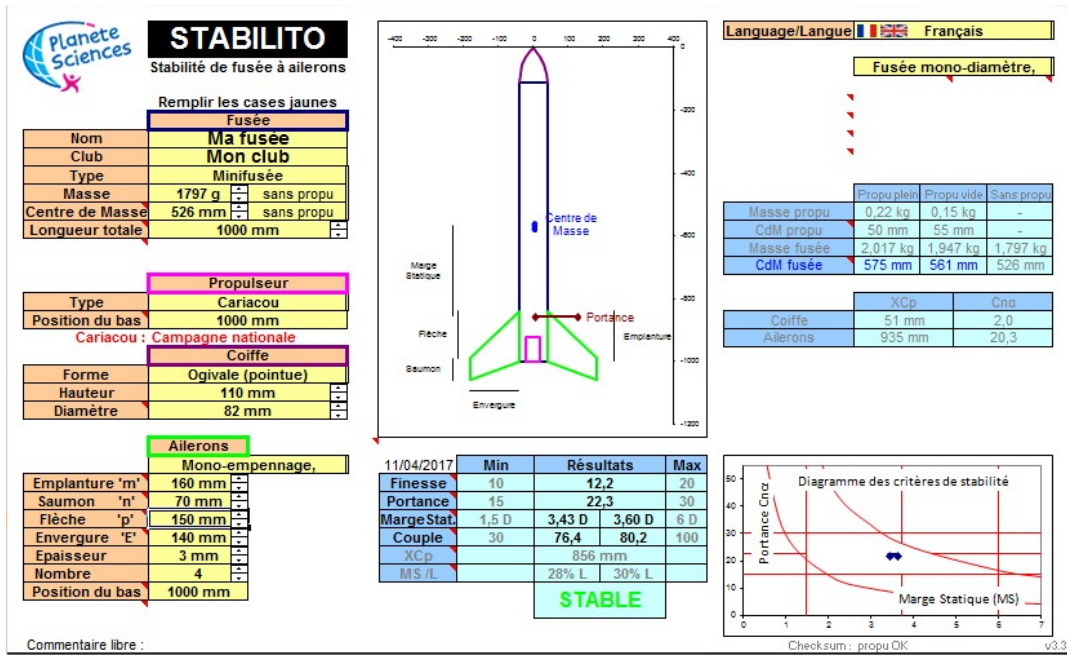 Planète Sciences
STABILITO
Stabilité de fusée à ailerons
Remplir les cases jaunes
Fusée
Nom Ma fusée
Club Mon club
Type Minifusée
Masse 1797 g sans propu
Centre de Masse 526 mm sans propu
Longueur totale 1000 mm
Propulseur
Type Cariacou
Position du bas 1000 mm
Cariacou : Campagne nationale
Coiffe
Forme Ogivale (pointue)
Hauteur 110 mm
Diamètre 82 mm
Ailerons
Mono-empennage,
Emplanture 'm' 160 mm
Saumon 'n' 70 mm
Flèche 'p' 150 mm
Envergure 'E' 140 mm
Epaisseur 3 mm
Nombre 4
Position du bas 1000 mm
Commentaire libre :
-400 -300 -200 -100 0 100 200 300 400
0
-200
-400
-600
-800
-1000
-1200
Centre de
Masse
Marge
Statique
Portance
Flèche
Emplanture
Saumon
Envergure
11/04/2017 Min Résultats Max
Finesse 10 12,2 20
Portance 15 22,3 30
MargeStat. 1,5 D 3,43 D 3,60 D 6 D
Couple 30 76,4 80,2 100
XCp 856 mm
MS /L 28% L 30% L
STABLE
Language/Langue Français
Fusée mono-diamètre,
Propu plein Propu vide Sans propu
Masse propu 0,22 kg 0,15 kg -
CdM propu 50 mm 55 mm -
Masse fusée 2,017 kg 1,947 kg 1,797 kg
CdM fusée 575 mm 561 mm 526 mm
XCp Cnα
Coiffe 51 mm 2,0
Ailerons 935 mm 20,3
Diagramme des critères de stabilité
Portance Cnα
50
40
30
20
10
0
Marge Statique (MS)
0 1 2 3 4 5 6 7
Checksum : propu OK v3.3